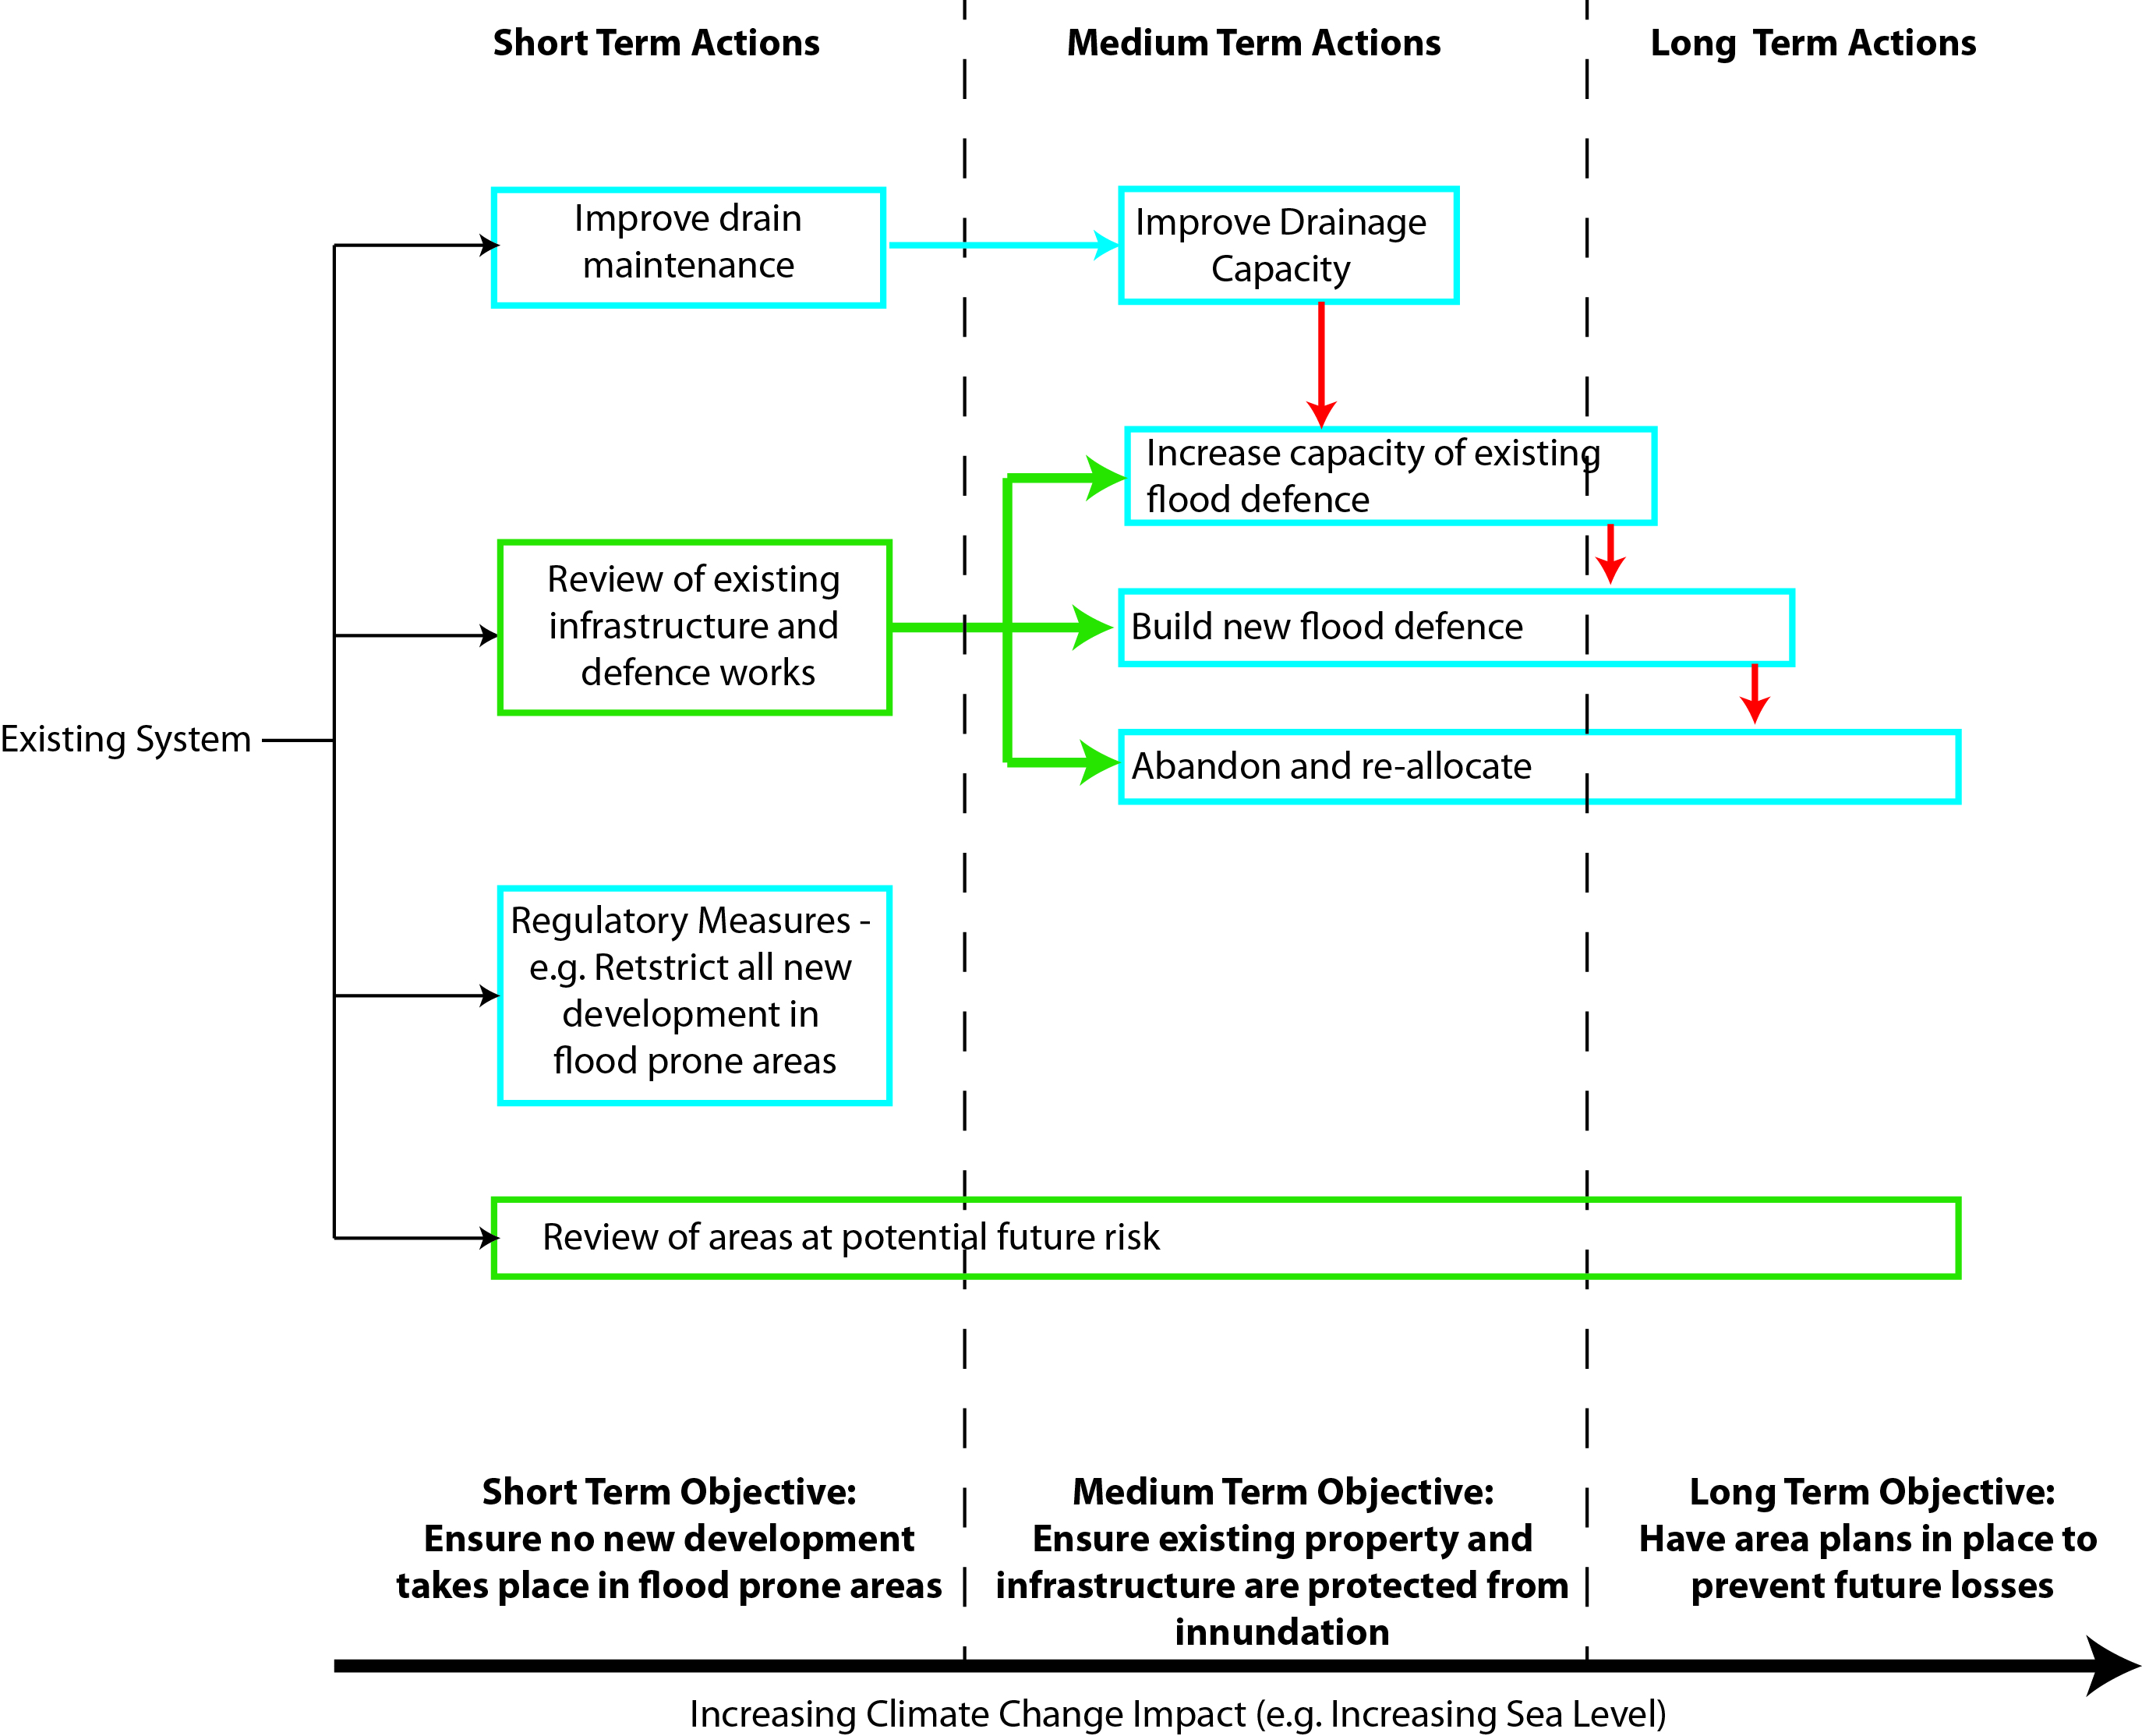 Short Term Actions
Medium Term Actions
Long Term Actions
Improve drain
maintenance
Improve Drainage
Capacity
Increase capacity of existing
flood defence
Review of existing
infrastructure and
defence works
Build new flood defence
Existing System
Abandon and re-allocate
Regulatory Measures -
e.g. Retstrict all new
development in
flood prone areas
Review of areas at potential future risk
Short Term Objective:
Ensure no new development
takes place in flood prone areas
Medium Term Objective:
Ensure existing property and
infrastructure are protected from
innundation
Long Term Objective:
Have area plans in place to
prevent future losses
Increasing Climate Change Impact (e.g. Increasing Sea Level)